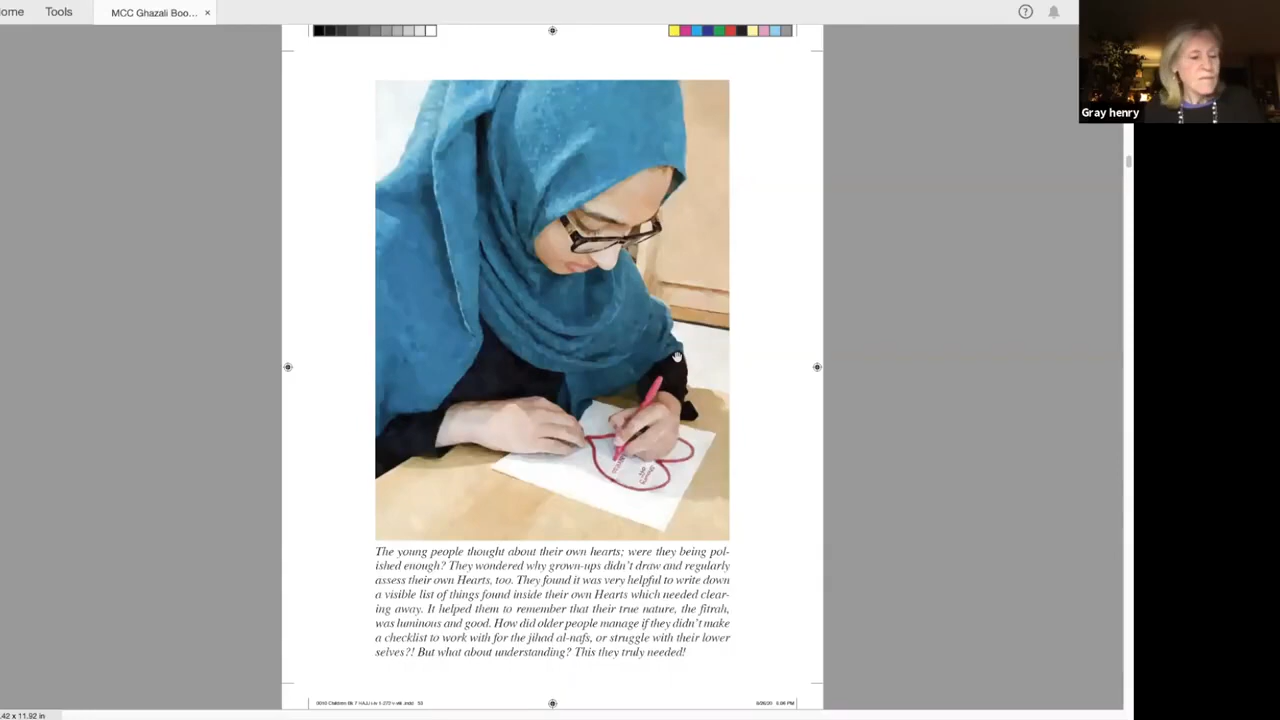 ome
Tools
MCC Ghazali Boo... ×
?
Gray henry
The young people thought about their own hearts; were they being pol-
ished enough? They wondered why grown-ups didn't draw and regularly
assess their own Hearts, too. They found it was very helpful to write down
a visible list of things found inside their own Hearts which needed clear-
ing away. It helped them to remember that their true nature, the fitrah,
was luminous and good. How did older people manage if they didn't make
a checklist to work with for the jihad al-nafs, or struggle with their lower
selves?! But what about understanding? This they truly needed!
.42 x 11.92 in